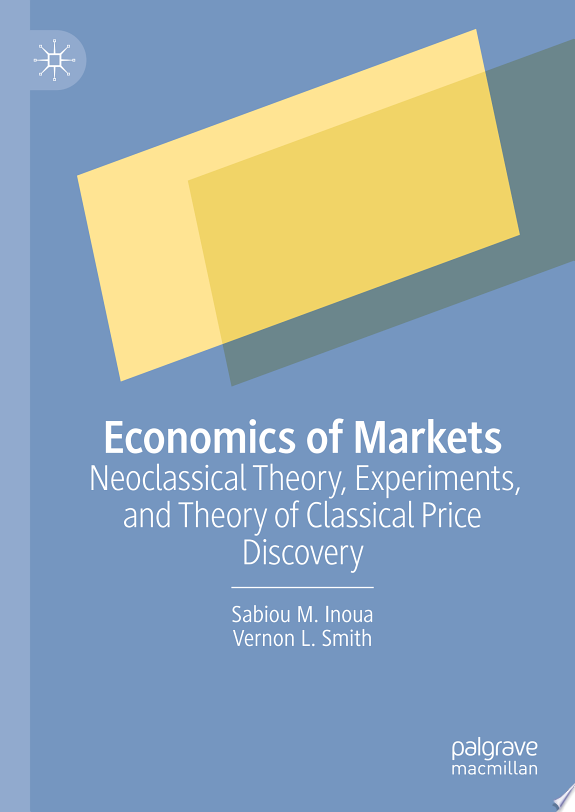 Economics of Markets
Neoclassical Theory, Experiments,
and Theory of Classical Price
Discovery
Sabiou M. Inoua
Vernon L. Smith
palgrave
macmillan